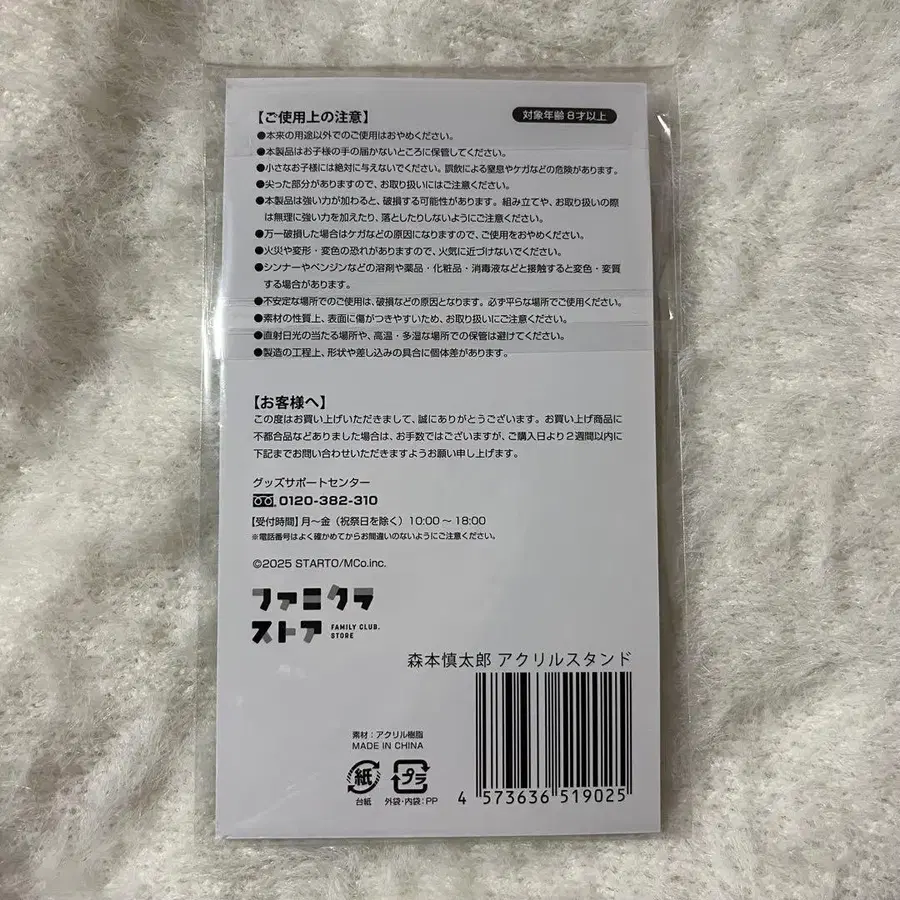 【ご使用上の注意】
対象年齢8才以上
●本来の用途以外でのご使用はおやめください。
●本製品はお子様の手の届かないところに保管してください。
●小さなお子様には絶対に与えないでください。誤飲による窒息やケガなどの危険があります。
●尖った部分がありますので、お取り扱いにはご注意ください。
●本製品は強い力が加わると、破損する可能性があります。組み立てや、お取り扱いの際
は無理に強い力を加えたり、落としたりしないようにご注意ください。
●万一破損した場合はケガなどの原因になりますので、ご使用をおやめください。
●火災や変形・変色の恐れがありますので、火気に近づけないでください。
●シンナーやベンジンなどの溶剤や薬品・化粧品・消毒液などと接触すると変色・変質
する場合があります。
●不安定な場所でのご使用は、破損などの原因となります。必ず平らな場所でご使用ください。
●素材の性質上、表面に傷がつきやすいため、お取り扱いにご注意ください。
●直射日光の当たる場所や、高温・多湿な場所での保管は避けてください。
●製造の工程上、形状や差し込みの具合に個体差があります。
【お客様へ】
この度はお買い上げいただきまして、誠にありがとうございます。お買い上げ商品に
不都合品などありました場合は、お手数ではございますが、ご購入日より2週間以内に
下記までお問い合わせいただきますようお願い申し上げます。
グッズサポートセンター
0120-382-310
【受付時間】月〜金（祝祭日を除く）10:00〜18:00
※電話番号はよく確かめてからお間違いのないようにご注意ください。
©2025 STARTO/MCo.inc.
ファミクラ
ストア
FAMILY CLUB.
STORE
森本慎太郎 アクリルスタンド
素材：アクリル樹脂
MADE IN CHINA
紙
台紙
プラ
外袋・内袋：PP
4 573636 519025